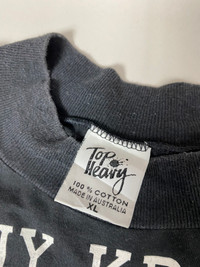 Top
Heavy
100% COTTON
MADE IN AUSTRALIA
XL